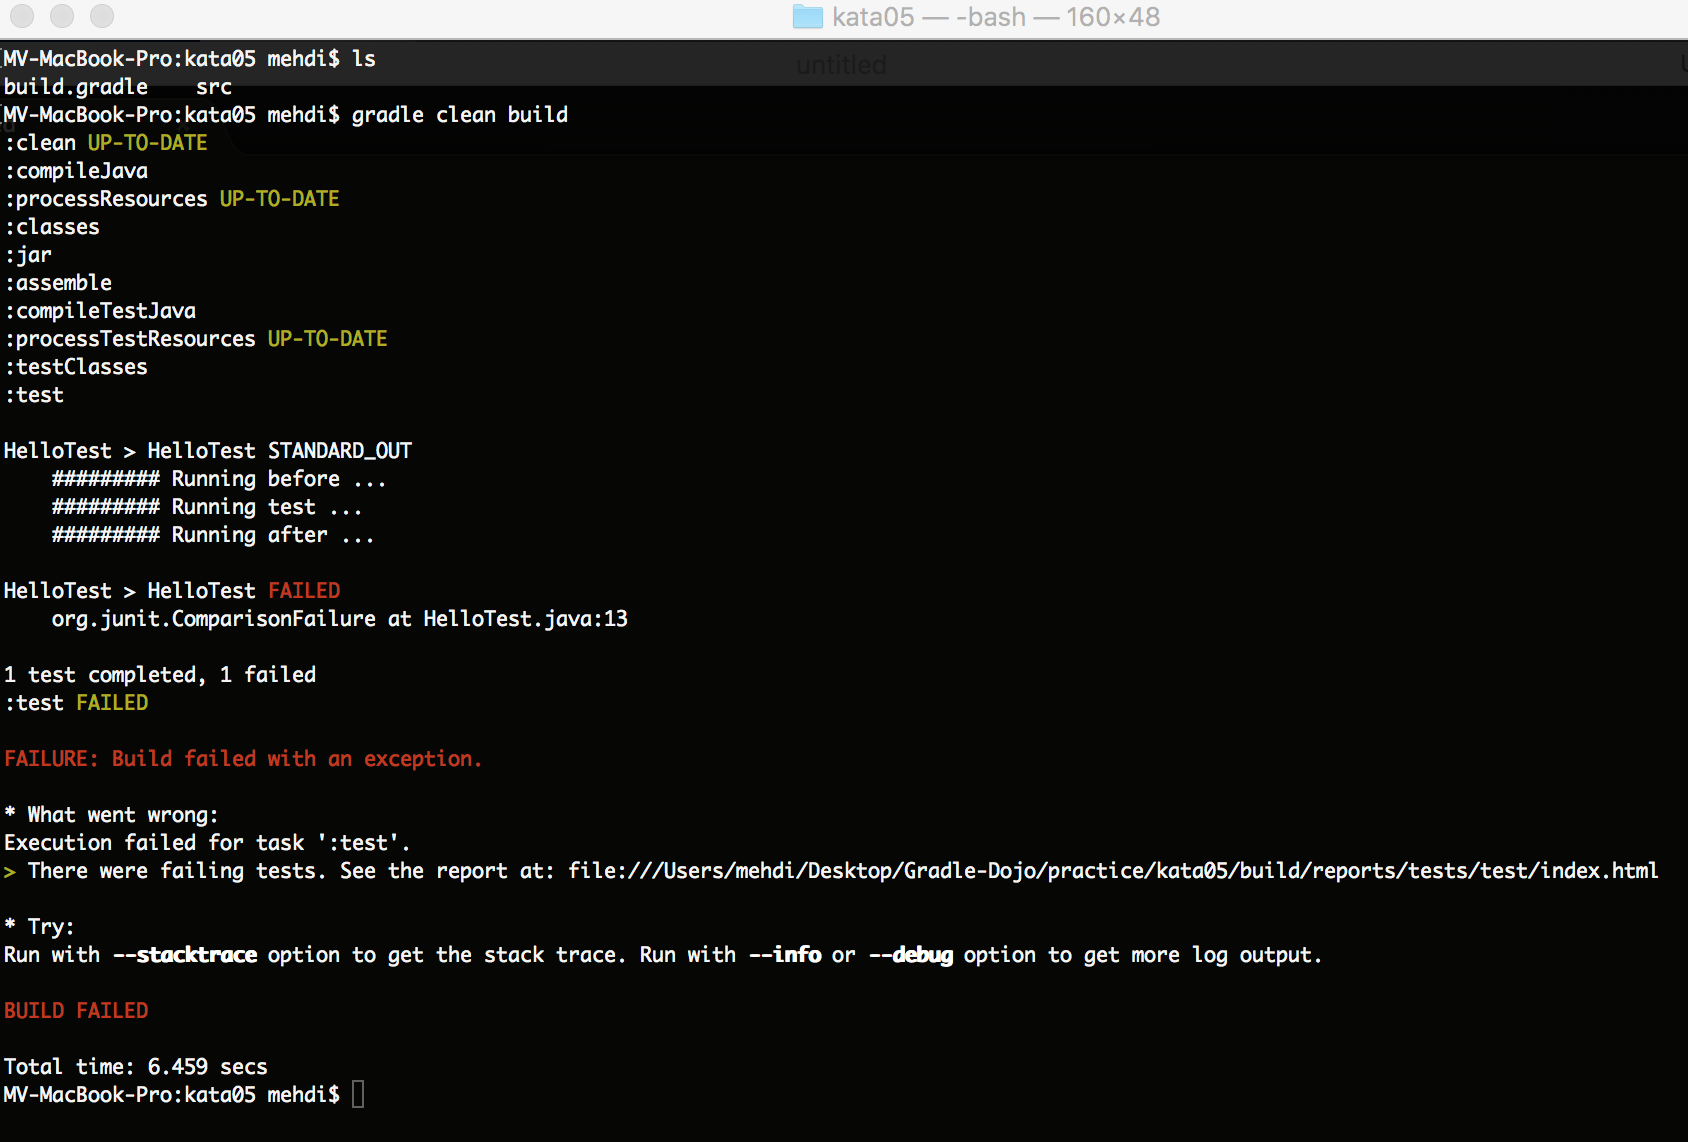 kata05 — -bash — 160×48
untitled
MV-MacBook-Pro:kata05 mehdi$ ls
build.gradle    src
MV-MacBook-Pro:kata05 mehdi$ gradle clean build
:clean UP-TO-DATE
:compileJava
:processResources UP-TO-DATE
:classes
:jar
:assemble
:compileTestJava
:processTestResources UP-TO-DATE
:testClasses
:test
HelloTest > HelloTest STANDARD_OUT
    ######### Running before ...
    ######### Running test ...
    ######### Running after ...
HelloTest > HelloTest FAILED
    org.junit.ComparisonFailure at HelloTest.java:13
1 test completed, 1 failed
:test FAILED
FAILURE: Build failed with an exception.
* What went wrong:
Execution failed for task ':test'.
> There were failing tests. See the report at: file:///Users/mehdi/Desktop/Gradle-Dojo/practice/kata05/build/reports/tests/test/index.html
* Try:
Run with --stacktrace option to get the stack trace. Run with --info or --debug option to get more log output.
BUILD FAILED
Total time: 6.459 secs
MV-MacBook-Pro:kata05 mehdi$